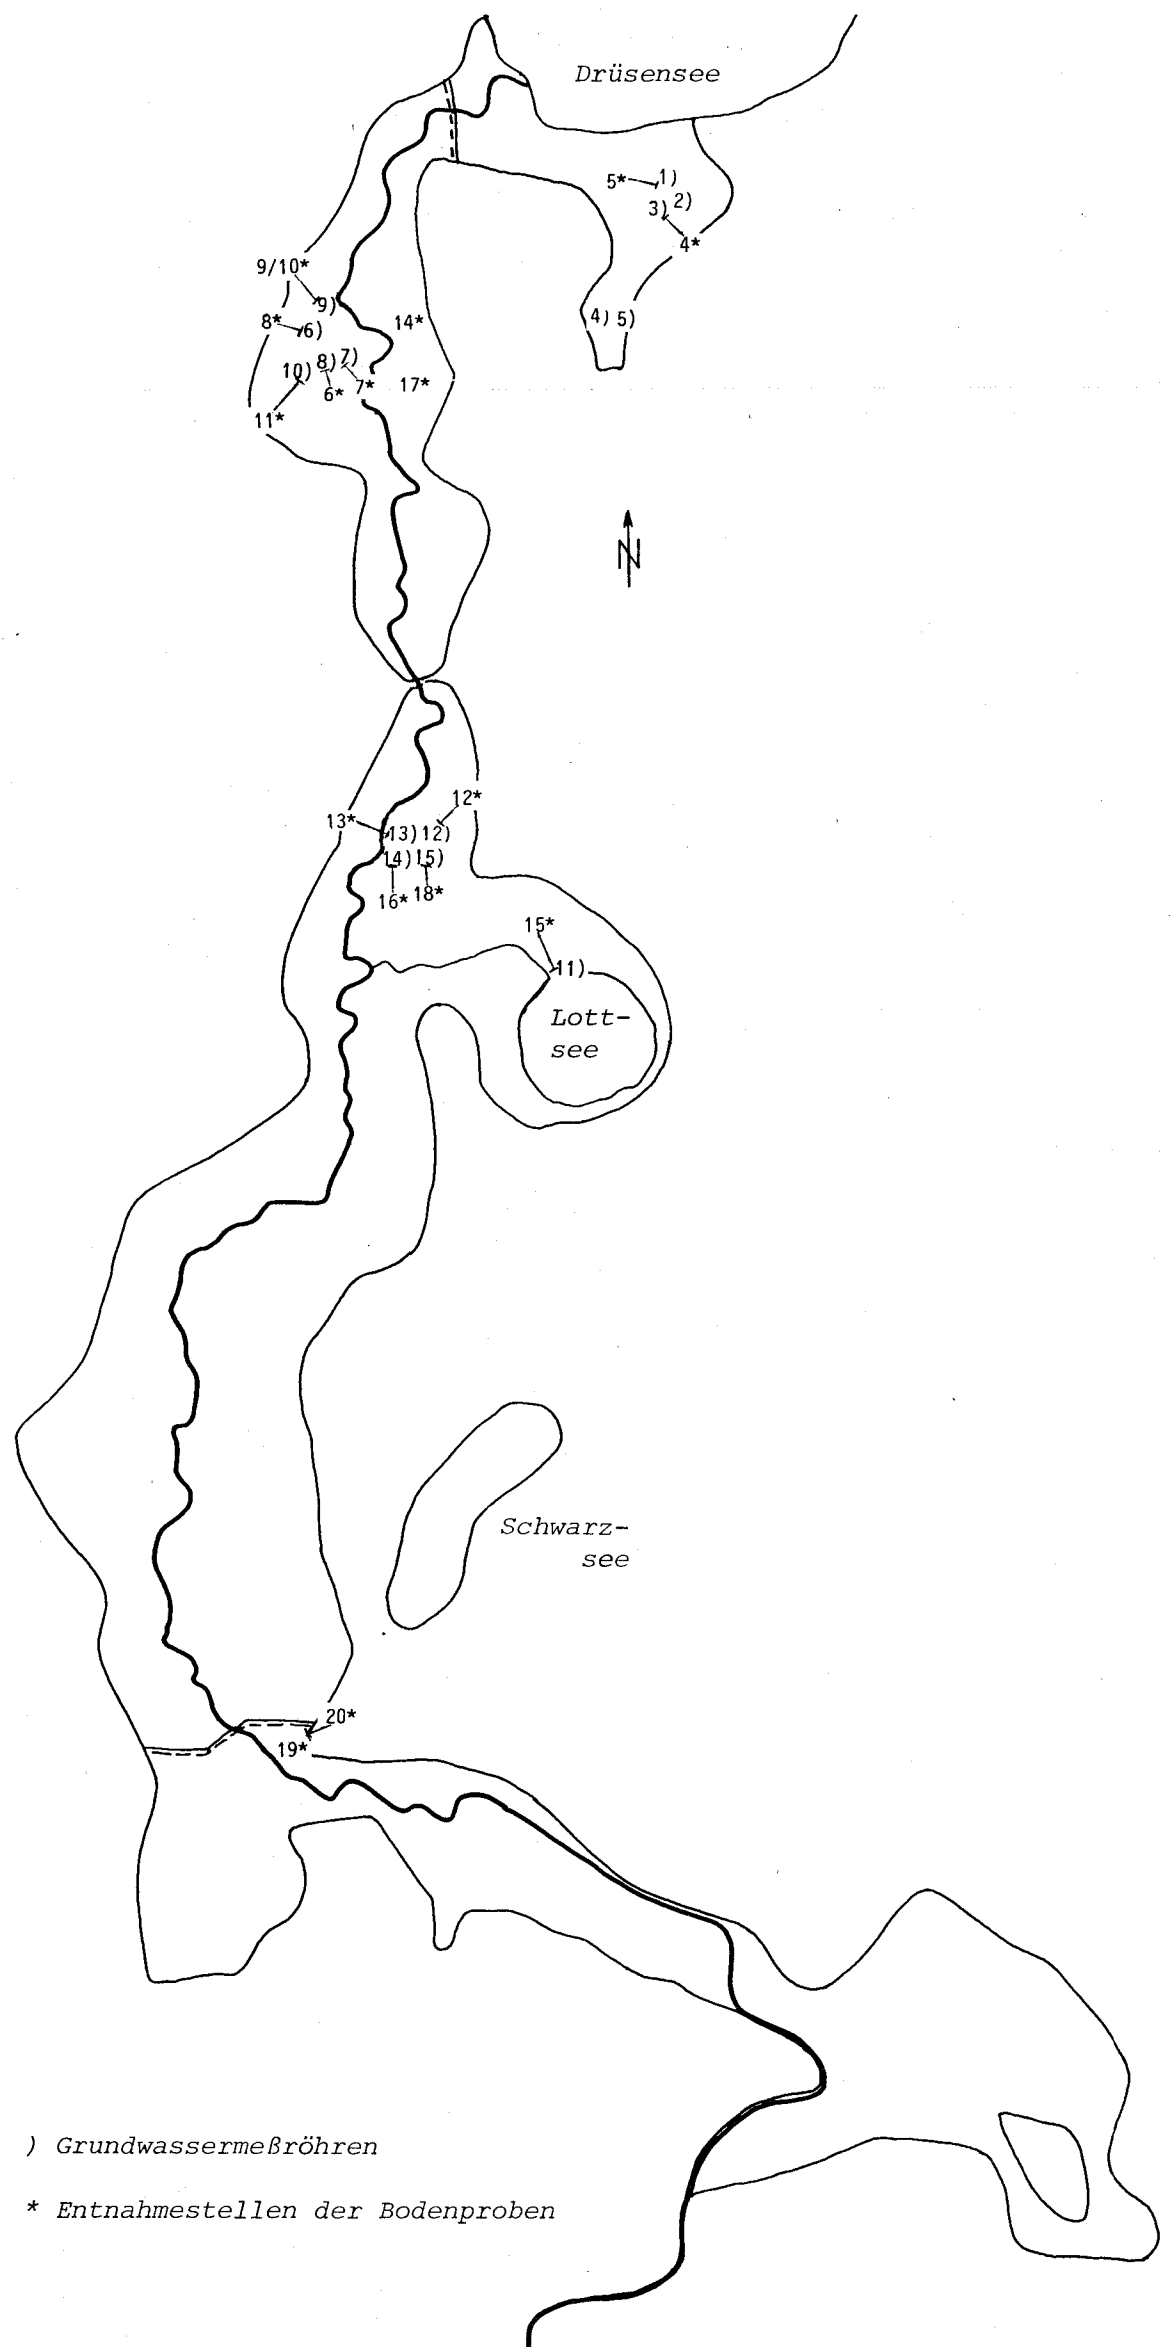 Drüsensee
5* 1)
3) 2)
4*
9/10*
9)
8* 6)
14*
4) 5)
10) 8) 7)
6* 7* 17*
11*
N
12*
13* 13) 12)
14) 15)
16* 18*
15*
11)
Lott-
see
Schwarz-
see
20*
19*
) Grundwassermeßröhren
* Entnahmestellen der Bodenproben